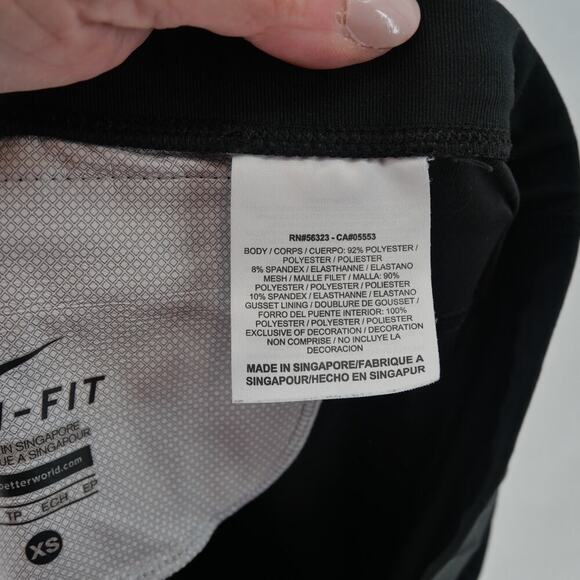 RN#56323 - CA#05553
BODY / CORPS / CUERPO: 92% POLYESTER /
POLYESTER / POLIESTER
8% SPANDEX / ELASTHANNE / ELASTANO
MESH / MAILLE FILET / MALLA: 90%
POLYESTER / POLYESTER / POLIESTER
10% SPANDEX / ELASTHANNE / ELASTANO
GUSSET LINING / DOUBLURE DE GOUSSET /
FORRO DEL PUENTE INTERIOR: 100%
POLYESTER / POLYESTER / POLIESTER
EXCLUSIVE OF DECORATION / DECORATION
NON COMPRISE / NO INCLUYE LA
DECORACION
MADE IN SINGAPORE/FABRIQUE A
SINGAPOUR/HECHO EN SINGAPUR
-FIT
IN SINGAPORE
UE A SINGAPOUR
betterworld.com
TP ECH EP
XS